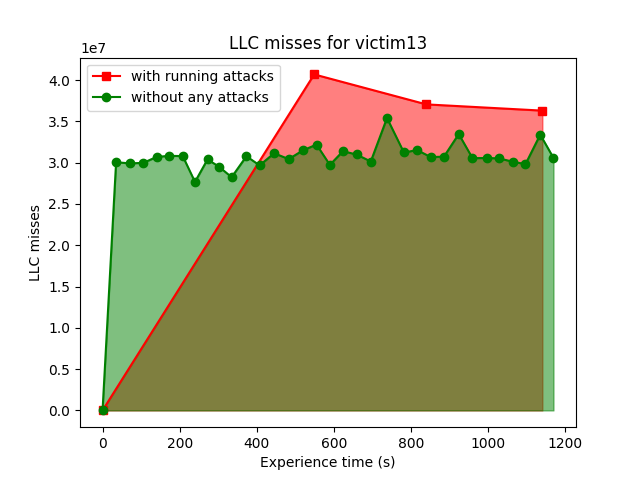 LLC misses for victim13
1e7
with running attacks
without any attacks
4.0
3.5
3.0
2.5
2.0
1.5
1.0
0.5
0.0
LLC misses
0 200 400 600 800 1000 1200
Experience time (s)